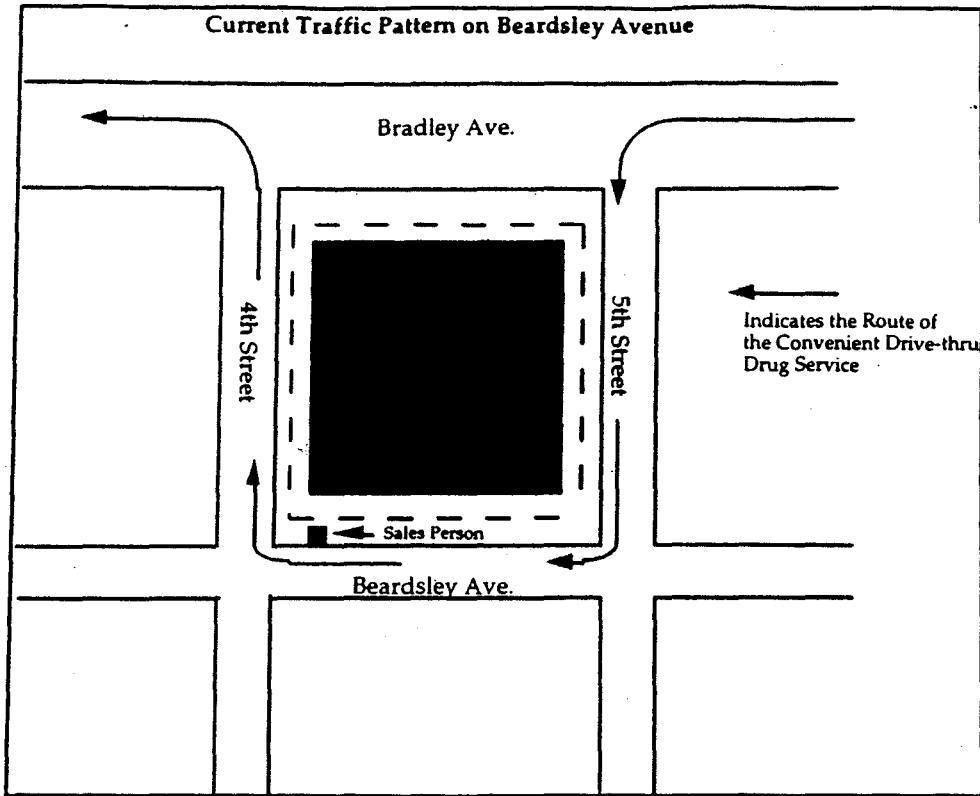 Current Traffic Pattern on Beardsley Avenue
Bradley Ave.
4th Street
5th Street
Indicates the Route of
the Convenient Drive-thru
Drug Service
Sales Person
Beardsley Ave.